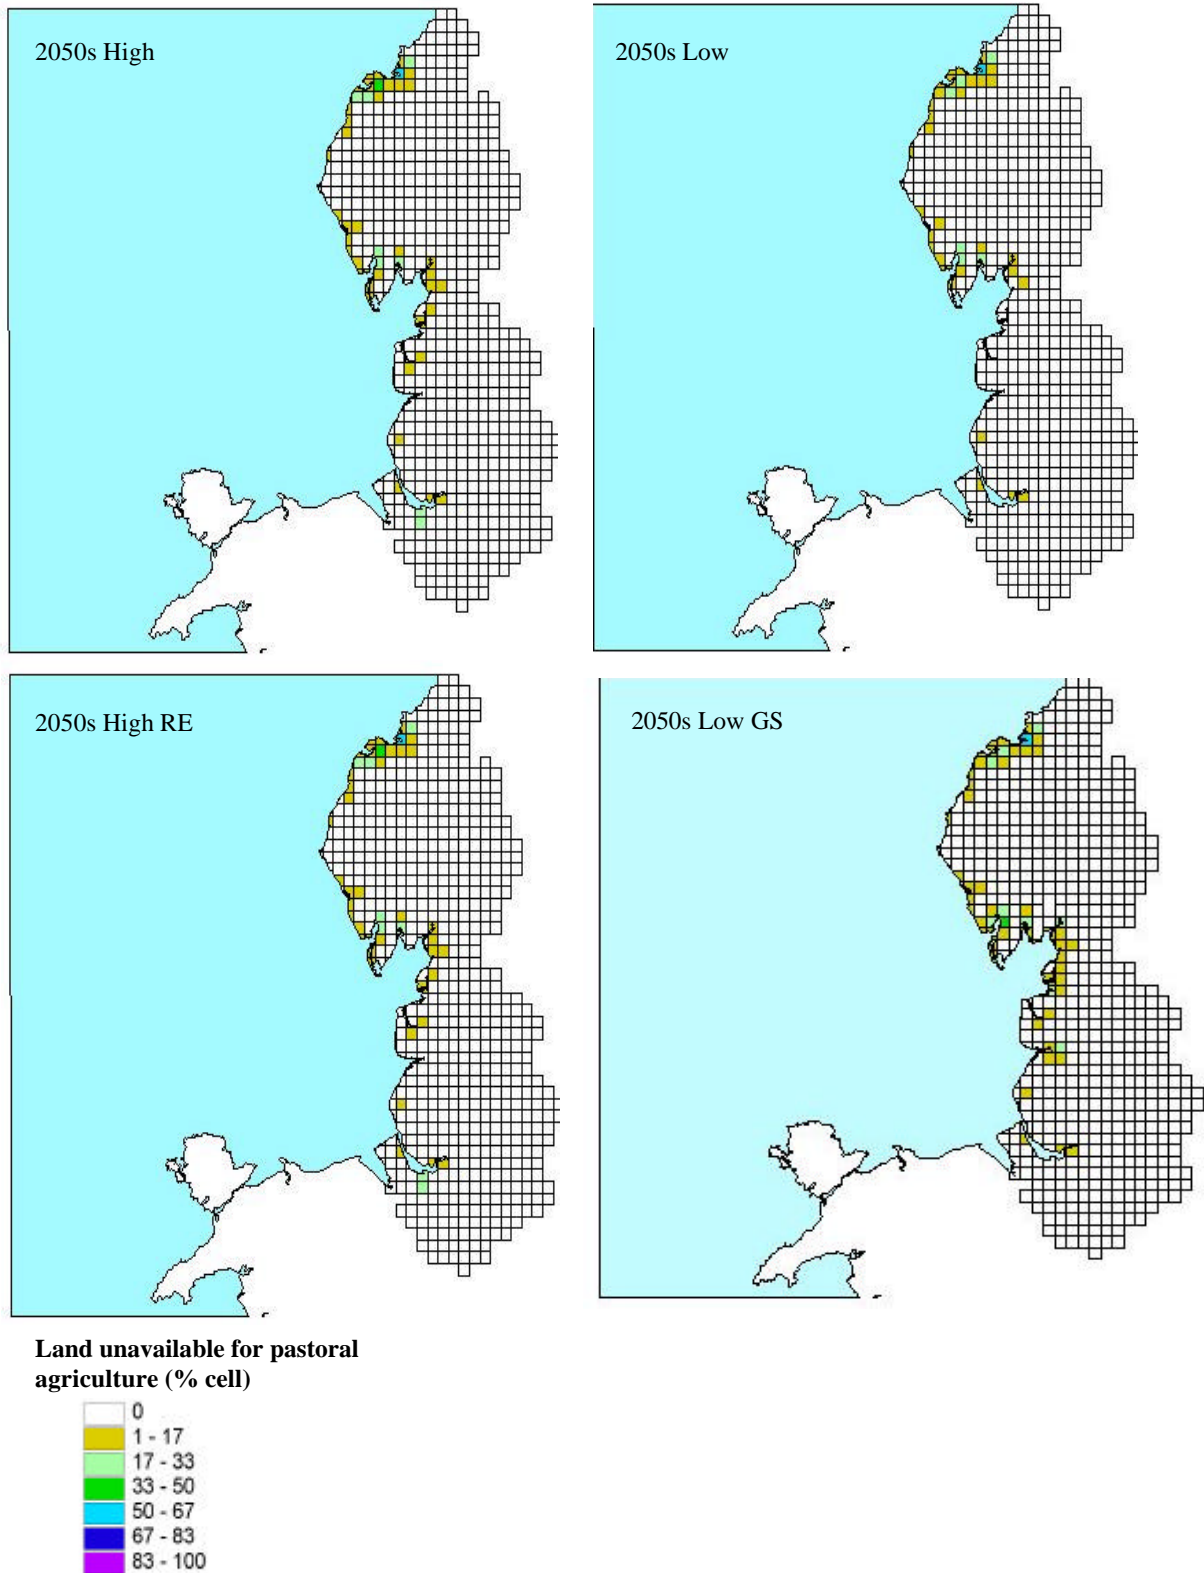 2050s High
2050s Low
2050s High RE
2050s Low GS
Land unavailable for pastoral
agriculture (% cell)
0
1 - 17
17 - 33
33 - 50
50 - 67
67 - 83
83 - 100